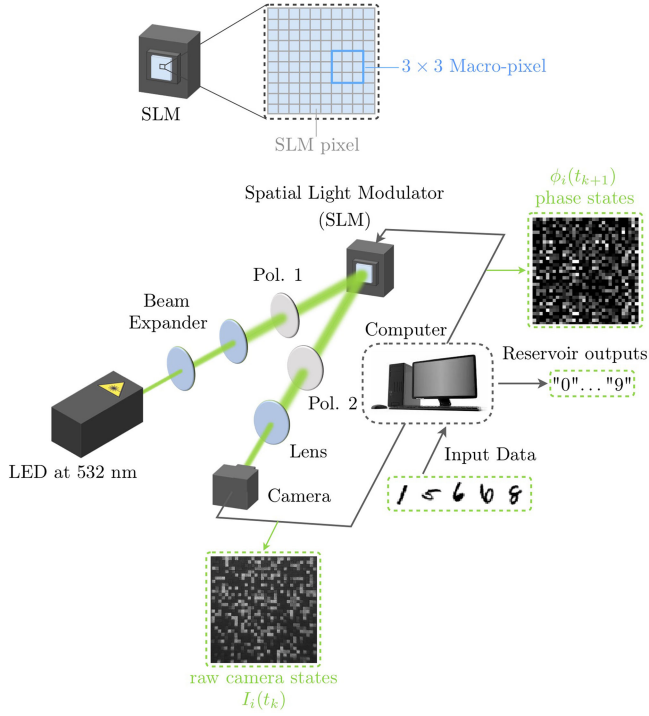 3 × 3 Macro-pixel
SLM
SLM pixel
Spatial Light Modulator
(SLM)
ϕᵢ(tₖ₊₁)
phase states
Pol. 1
Beam
Expander
Computer
Reservoir outputs
"0"... "9"
Pol. 2
Lens
Input Data
LED at 532 nm
Camera
1 5 6 6 8
raw camera states
Iᵢ(tₖ)